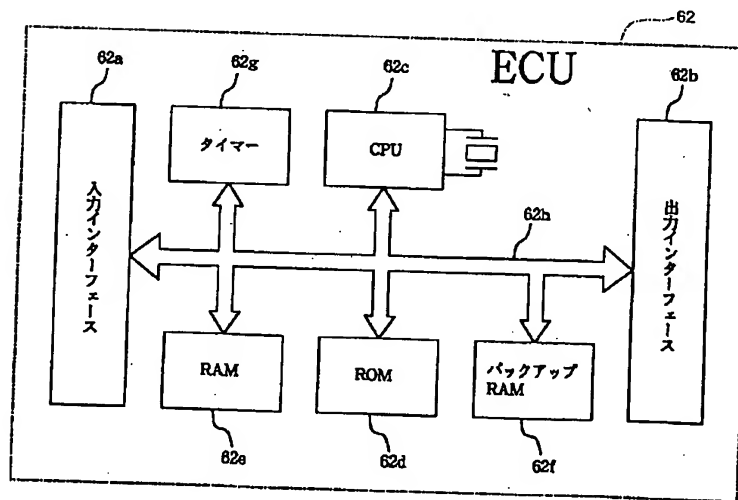 62
ECU
62a
62g
62c
62b
タイマー
CPU
入力インターフェース
62h
出力インターフェース
RAM
ROM
バックアップ
RAM
62e
62d
62f